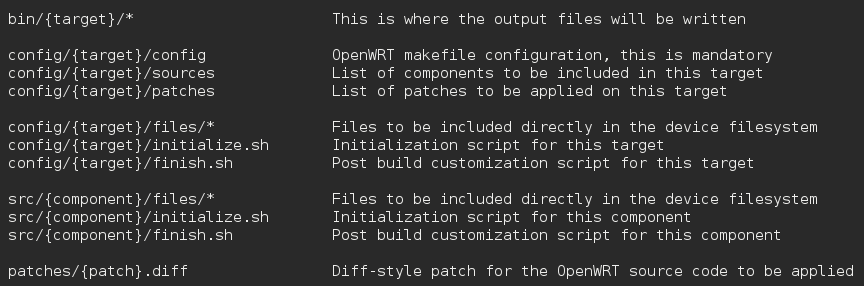 bin/{target}/* This is where the output files will be written
config/{target}/config OpenWRT makefile configuration, this is mandatory
config/{target}/sources List of components to be included in this target
config/{target}/patches List of patches to be applied on this target
config/{target}/files/* Files to be included directly in the device filesystem
config/{target}/initialize.sh Initialization script for this target
config/{target}/finish.sh Post build customization script for this target
src/{component}/files/* Files to be included directly in the device filesystem
src/{component}/initialize.sh Initialization script for this component
src/{component}/finish.sh Post build customization script for this component
patches/{patch}.diff Diff-style patch for the OpenWRT source code to be applied